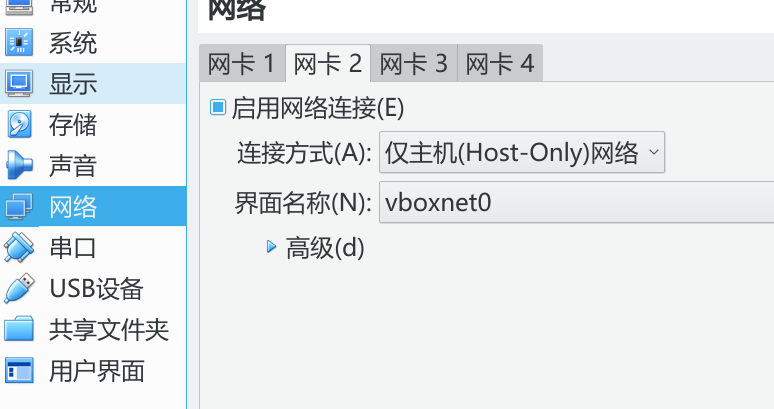 常规
系统
显示
存储
声音
网络
串口
USB设备
共享文件夹
用户界面
网络
网卡 1 网卡 2 网卡 3 网卡 4
启用网络连接(E)
连接方式(A): 仅主机(Host-Only)网络
界面名称(N): vboxnet0
高级(d)